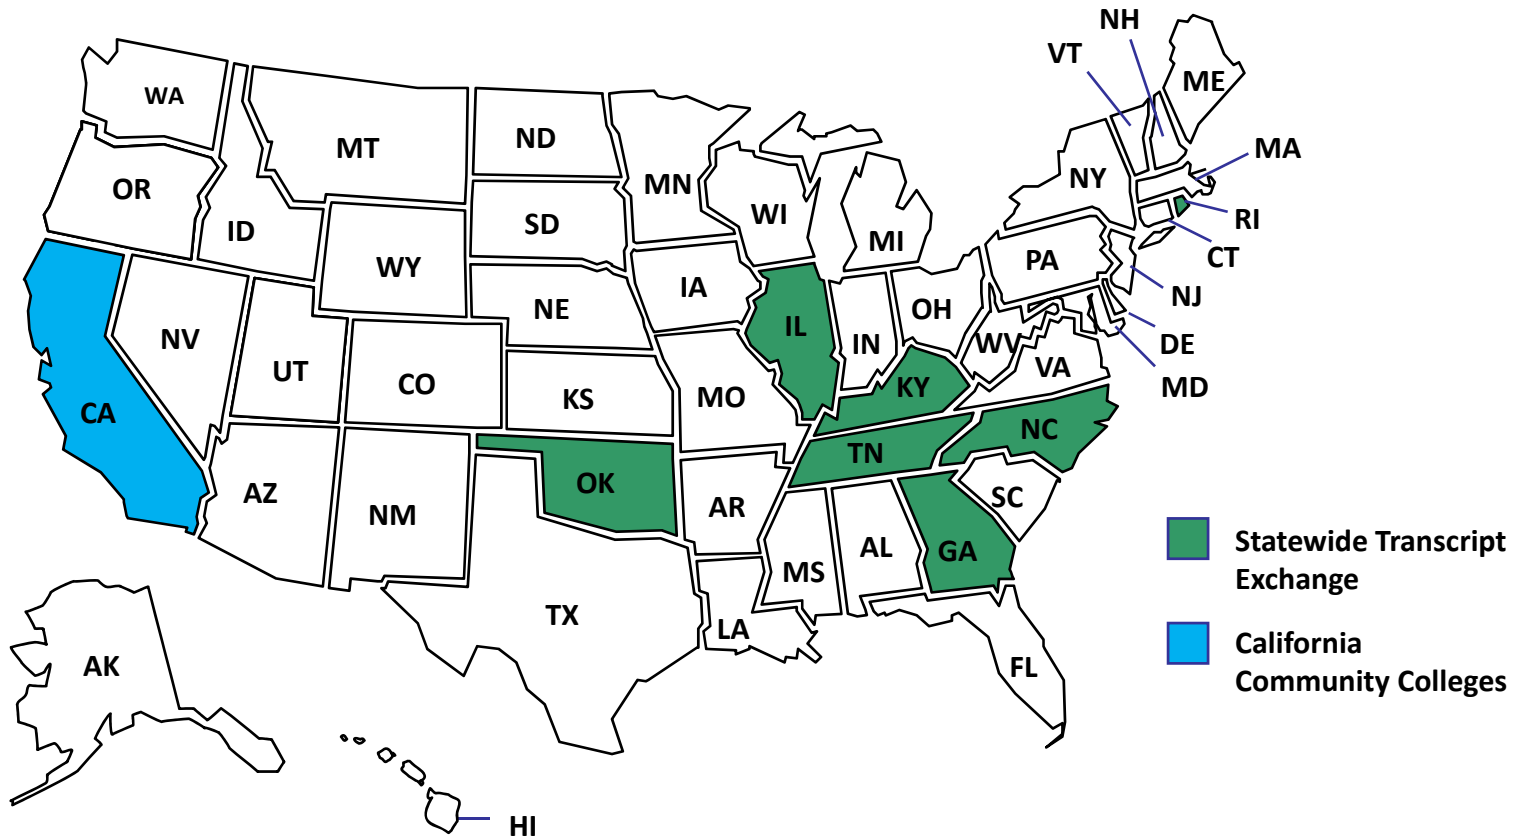 NH
VT
ME
WA
MT
ND
MN
MA
OR
NY
WI
RI
ID
SD
MI
CT
WY
PA
NJ
IA
NE
OH
IL
NV
IN
WV
DE
VA
UT
CO
KY
MD
KS
MO
CA
NC
TN
OK
AZ
SC
AR
NM
AL
GA
Statewide Transcript
Exchange
MS
TX
LA
California
Community Colleges
AK
FL
HI